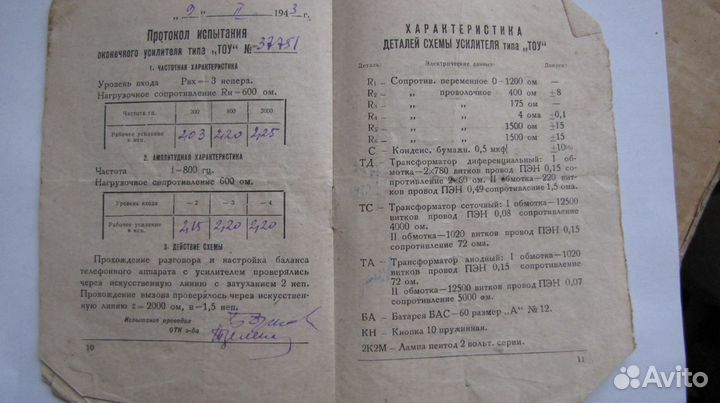 „ 9 „ II 1943 г.
Протокол испытания
оконечного усилителя типа „ТОУ" № 37751
1. ЧАСТОТНАЯ ХАРАКТЕРИСТИКА
Уровень входа Рвх=−3 непера.
Нагрузочное сопротивление Rн=600 ом.
Частота гц. 300 800 2000
Рабочее усиление в неп. 2,03 2,20 2,25
2. АМПЛИТУДНАЯ ХАРАКТЕРИСТИКА
Частота f=800 гц.
Нагрузочное сопротивление 600 ом.
Уровень входа −2 −3 −4
Рабочее усиление в неп. 2,15 2,20 2,20
3. ДЕЙСТВИЕ СХЕМЫ
Прохождение разговора и настройка баланса
телефонного аппарата с усилителем проверялись
через искусственную линию с затуханием 2 неп.
Прохождение вызова проверялось через искусствен-
ную линию z=2000 ом, в=1,5 неп.
Испытания проводил
ОТК з-да
10
ХАРАКТЕРИСТИКА
ДЕТАЛЕЙ СХЕМЫ УСИЛИТЕЛЯ типа „ТОУ"
Деталь: Электрические данные: Допуски:
R1 — Сопротив. переменное 0−1200 ом —
R2 — „ проволочное 400 ом ±8
R3 — „ „ 175 ом —
R4 — „ „ 4 ома ±0,1
R5 — „ „ 1500 ом ±15
R6 — „ „ 1500 ом ±15
С — Конденс. бумажн. 0,5 мкф ±10%
ТД — Трансформатор диференциальный: I об-
мотка—2×780 витков провод ПЭН 0,15 со-
противление 2×60 ом. II обмотка—220 вит-
ков провод ПЭН 0,49 сопротивление 1,5 ома.
ТС — Трансформатор сеточный: I обмотка—12500
витков провод ПЭН 0,08 сопротивление
4000 ом.
II обмотка—1020 витков провод ПЭН 0,15
сопротивление 72 ома.
ТА — Трансформатор анодный: I обмотка—1020
витков провод ПЭН 0,15 сопротивление
72 ома.
II обмотка—12500 витков провод ПЭН 0,07
сопротивление 5000 ом.
БА — Батарея БАС—60 размер „А" № 12.
КН — Кнопка 10 пружинная.
2К2М — Лампа пентод 2 вольт. серии.
11
Avito